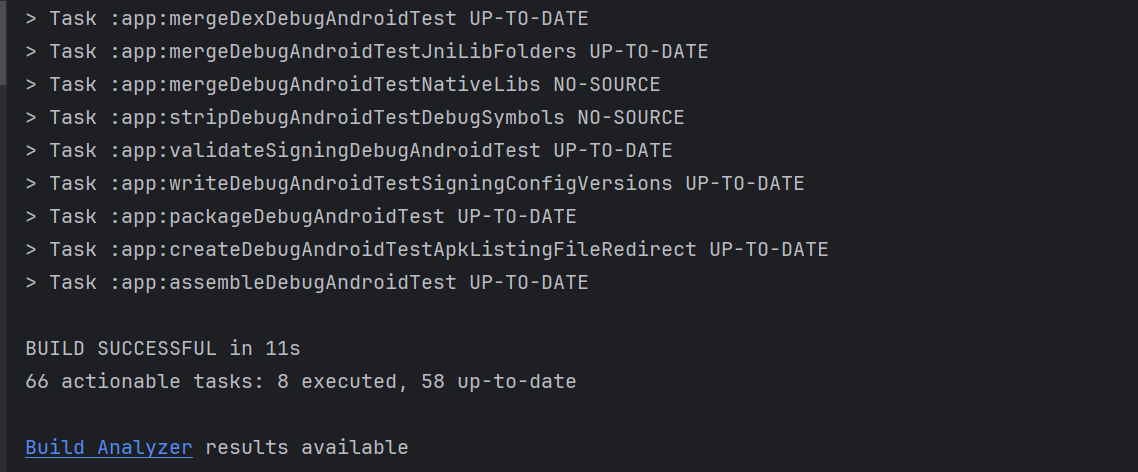 > Task :app:mergeDexDebugAndroidTest UP-TO-DATE
> Task :app:mergeDebugAndroidTestJniLibFolders UP-TO-DATE
> Task :app:mergeDebugAndroidTestNativeLibs NO-SOURCE
> Task :app:stripDebugAndroidTestDebugSymbols NO-SOURCE
> Task :app:validateSigningDebugAndroidTest UP-TO-DATE
> Task :app:writeDebugAndroidTestSigningConfigVersions UP-TO-DATE
> Task :app:packageDebugAndroidTest UP-TO-DATE
> Task :app:createDebugAndroidTestApkListingFileRedirect UP-TO-DATE
> Task :app:assembleDebugAndroidTest UP-TO-DATE
BUILD SUCCESSFUL in 11s
66 actionable tasks: 8 executed, 58 up-to-date
Build Analyzer results available